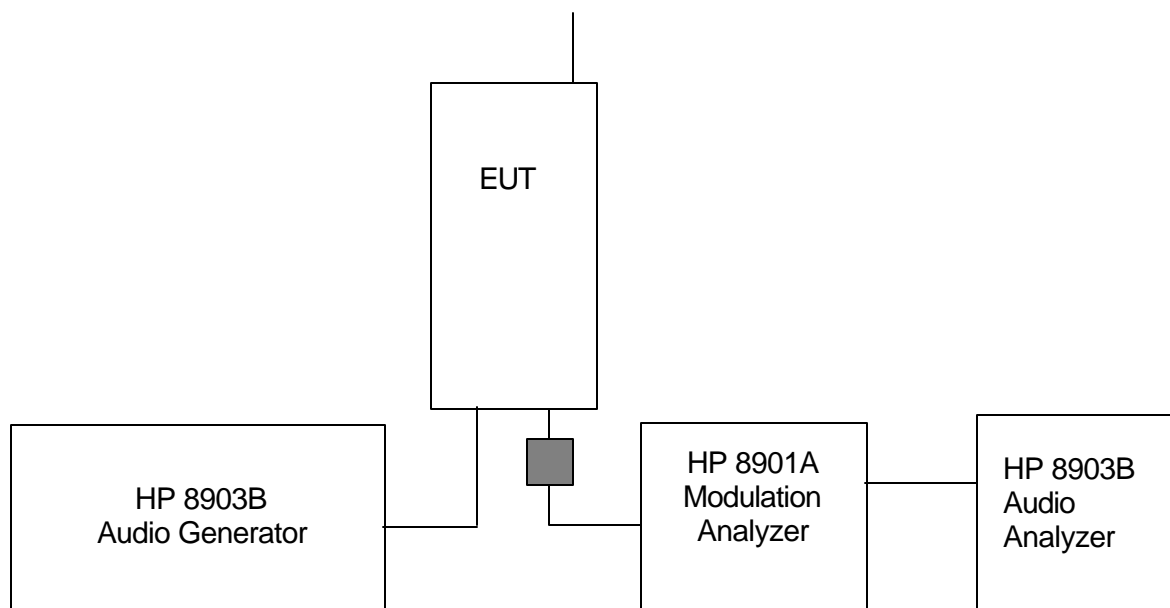 EUT
HP 8903B
Audio Generator
HP 8901A
Modulation
Analyzer
HP 8903B
Audio
Analyzer